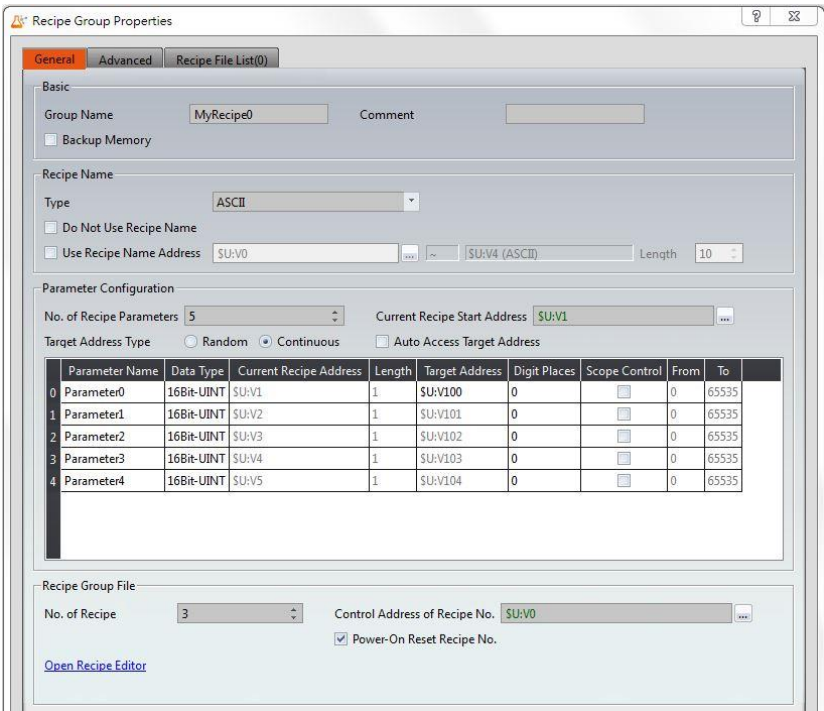 Recipe Group Properties
General Advanced Recipe File List(0)
Basic
Group Name MyRecipe0 Comment
Backup Memory
Recipe Name
Type ASCII
Do Not Use Recipe Name
Use Recipe Name Address $U:V0 ... ~ $U:V4 (ASCII) Length 10
Parameter Configuration
No. of Recipe Parameters 5 Current Recipe Start Address $U:V1 ...
Target Address Type Random Continuous Auto Access Target Address
Parameter Name Data Type Current Recipe Address Length Target Address Digit Places Scope Control From To
0 Parameter0 16Bit-UINT $U:V1 1 $U:V100 0 0 65535
1 Parameter1 16Bit-UINT $U:V2 1 $U:V101 0 0 65535
2 Parameter2 16Bit-UINT $U:V3 1 $U:V102 0 0 65535
3 Parameter3 16Bit-UINT $U:V4 1 $U:V103 0 0 65535
4 Parameter4 16Bit-UINT $U:V5 1 $U:V104 0 0 65535
Recipe Group File
No. of Recipe 3 Control Address of Recipe No. $U:V0 ...
Power-On Reset Recipe No.
Open Recipe Editor